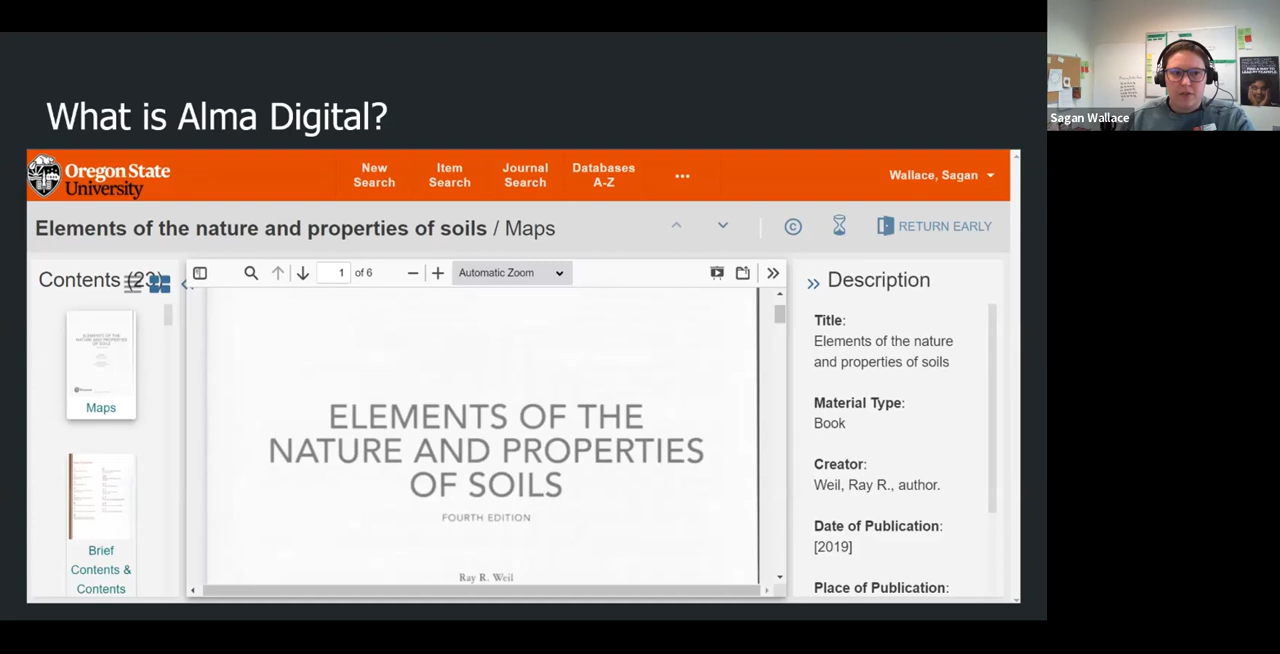 What is Alma Digital?
Sagan Wallace
Oregon State
University
New
Search
Item
Search
Journal
Search
Databases
A-Z
...
Wallace, Sagan
Elements of the nature and properties of soils / Maps
RETURN EARLY
Contents (23)
1 of 6
Automatic Zoom
Maps
Brief
Contents &
Contents
ELEMENTS OF THE
NATURE AND PROPERTIES
OF SOILS
FOURTH EDITION
Ray R. Weil
Description
Title:
Elements of the nature
and properties of soils
Material Type:
Book
Creator:
Weil, Ray R., author.
Date of Publication:
[2019]
Place of Publication: